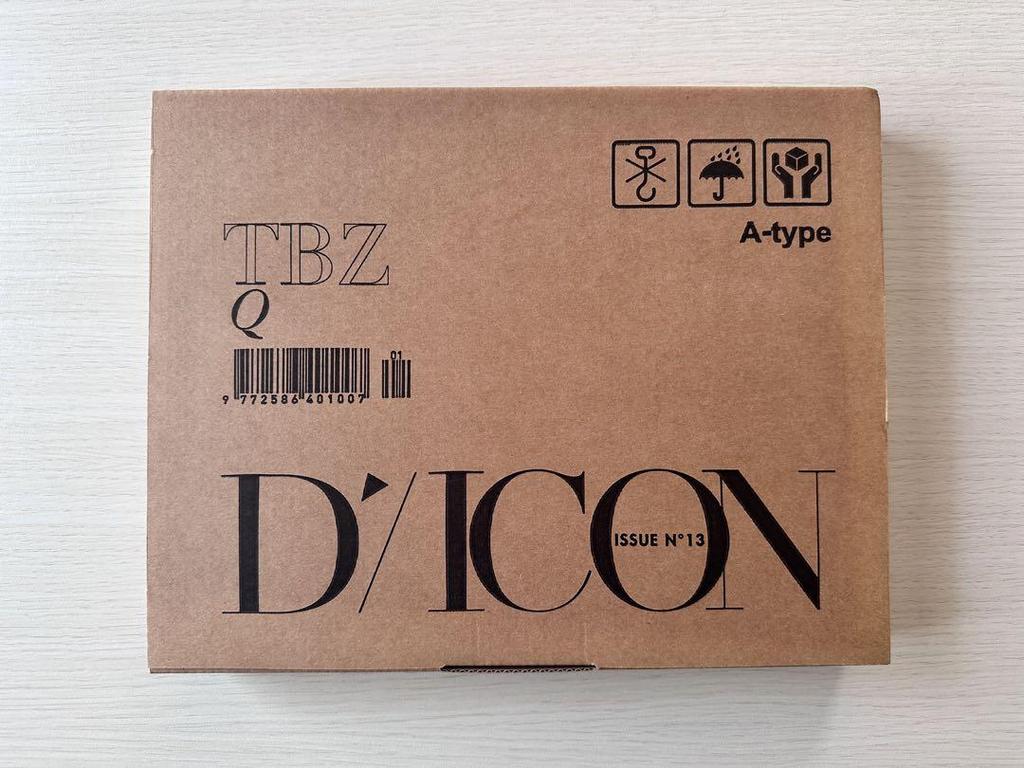 A-type
TBZ
Q
01
9 772586 401007
D'/ICON
ISSUE N°13